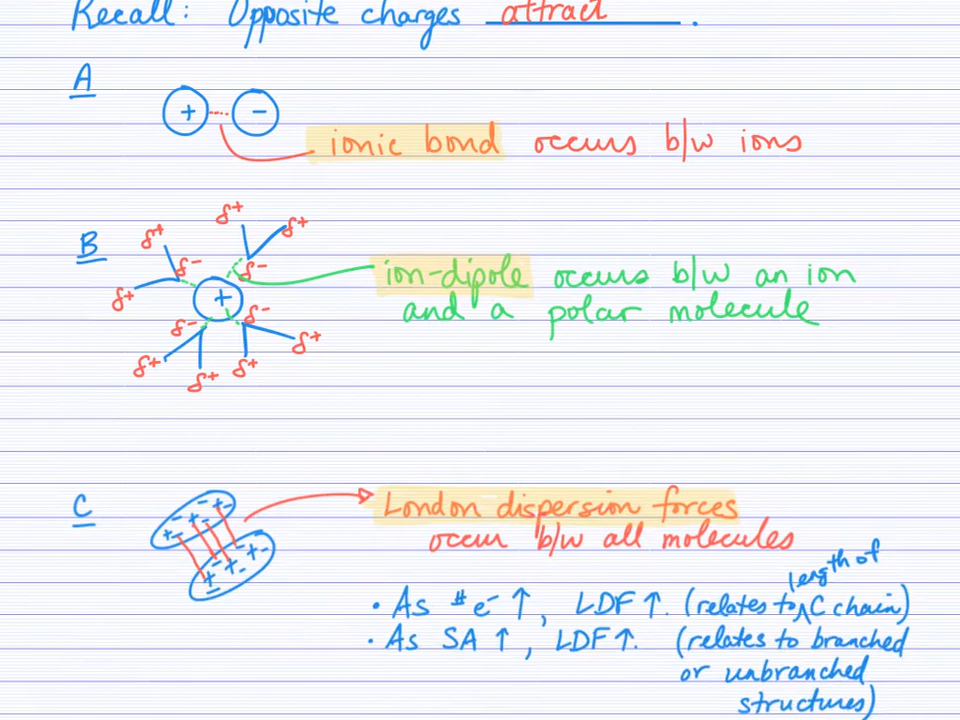 Recall: Opposite charges attract.
A
+ -
ionic bond occurs b/w ions
B
δ+ δ+
δ+ δ- δ-
δ+ +
δ- δ-
δ+ δ+ δ+ δ+
ion-dipole occurs b/w an ion
and a polar molecule
C
London dispersion forces
occur b/w all molecules
• As # e- ↑, LDF ↑. (relates to ^ length of C chain)
• As SA ↑, LDF ↑. (relates to branched
or unbranched
structures)